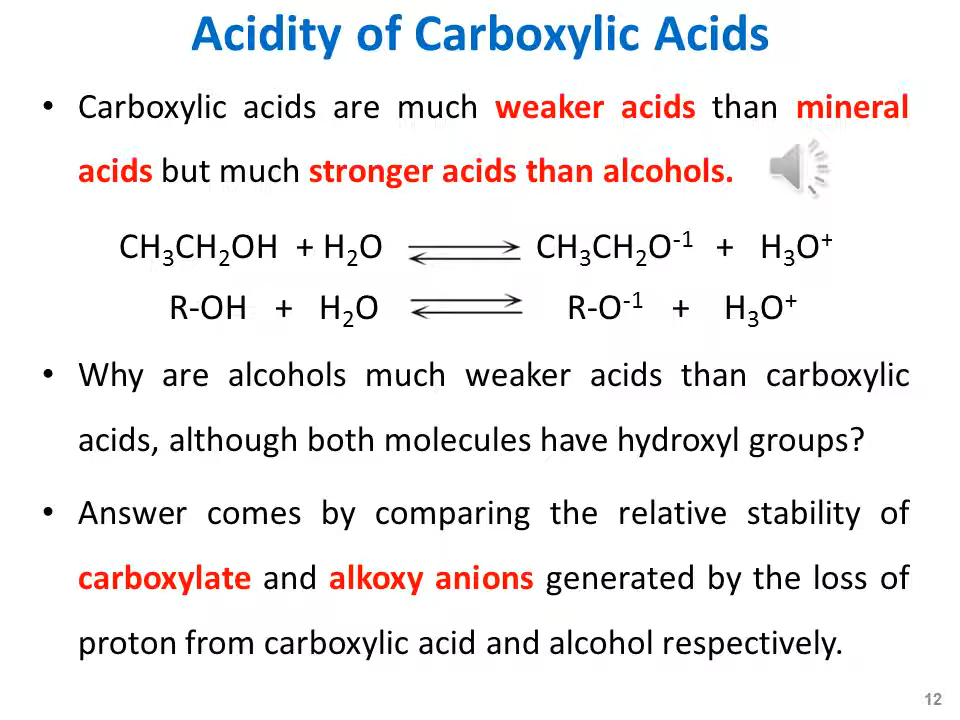 Acidity of Carboxylic Acids
• Carboxylic acids are much weaker acids than mineral
acids but much stronger acids than alcohols.
CH₃CH₂OH + H₂O ⇌ CH₃CH₂O⁻¹ + H₃O⁺
R-OH + H₂O ⇌ R-O⁻¹ + H₃O⁺
• Why are alcohols much weaker acids than carboxylic
acids, although both molecules have hydroxyl groups?
• Answer comes by comparing the relative stability of
carboxylate and alkoxy anions generated by the loss of
proton from carboxylic acid and alcohol respectively.
12